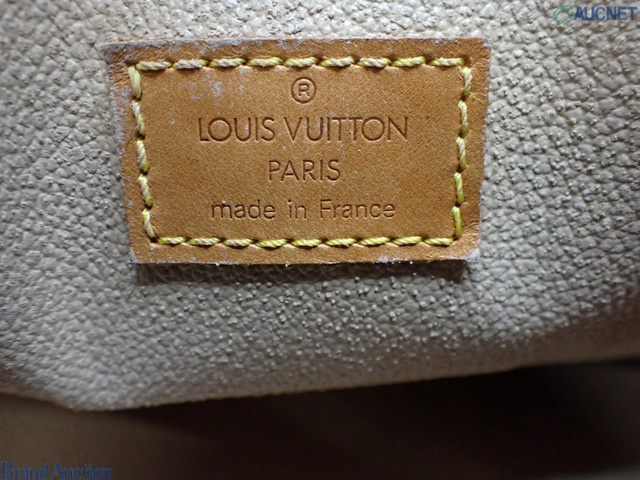 AUCNET
®
LOUIS VUITTON
PARIS
made in France
Brand Auction